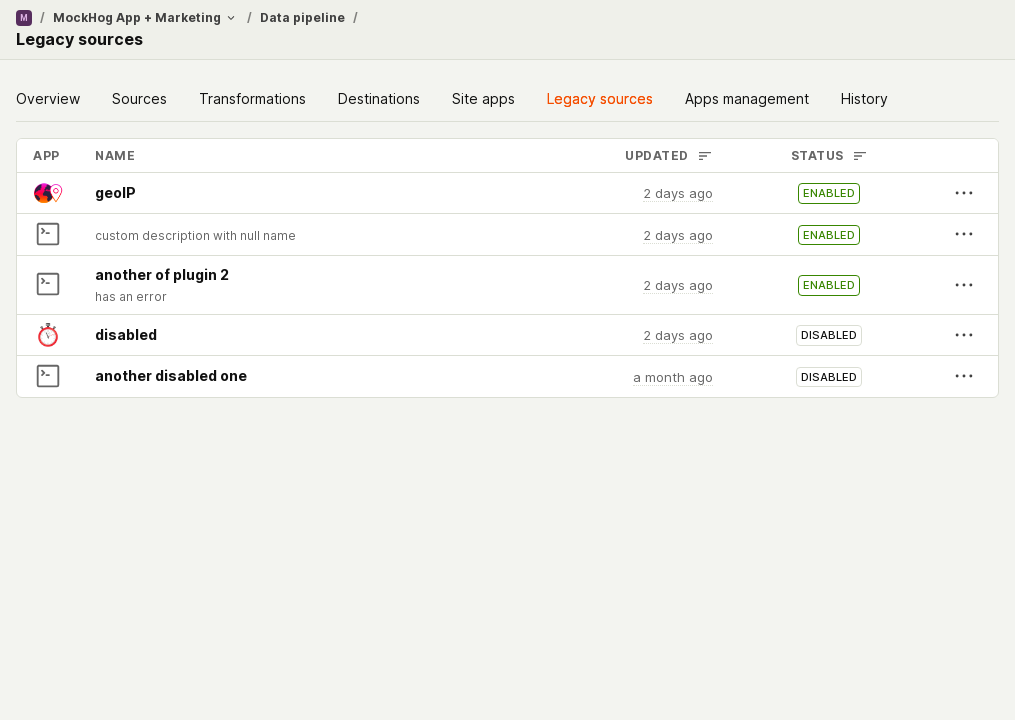 M / MockHog App + Marketing / Data pipeline /
Legacy sources
Overview Sources Transformations Destinations Site apps Legacy sources Apps management History
APP NAME UPDATED STATUS
geoIP 2 days ago ENABLED
custom description with null name 2 days ago ENABLED
another of plugin 2
has an error 2 days ago ENABLED
disabled 2 days ago DISABLED
another disabled one a month ago DISABLED